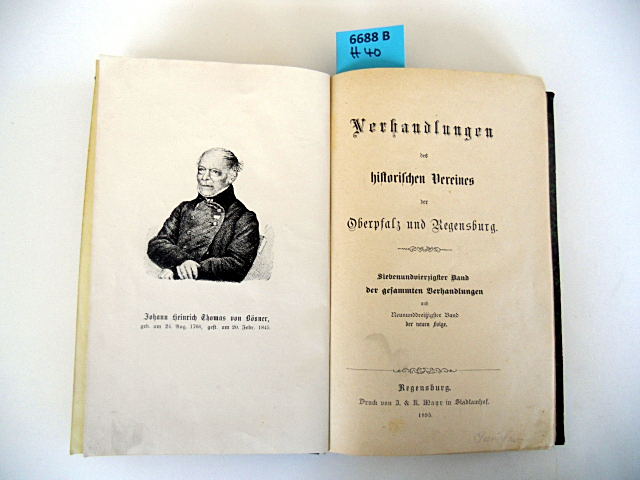 6688 B
# 40
Johann Heinrich Thomas von Bösner,
geb. am 24. Aug. 1766, gest. am 20. Febr. 1845.
Verhandlungen
des
historischen Vereines
der
Oberpfalz und Regensburg.
Siebenundvierzigster Band
der gesammten Verhandlungen
und
Neununddreißigster Band
der neuen Folge.
Regensburg.
Druck von J. & K. Mayr in Stadtamhof.
1895.